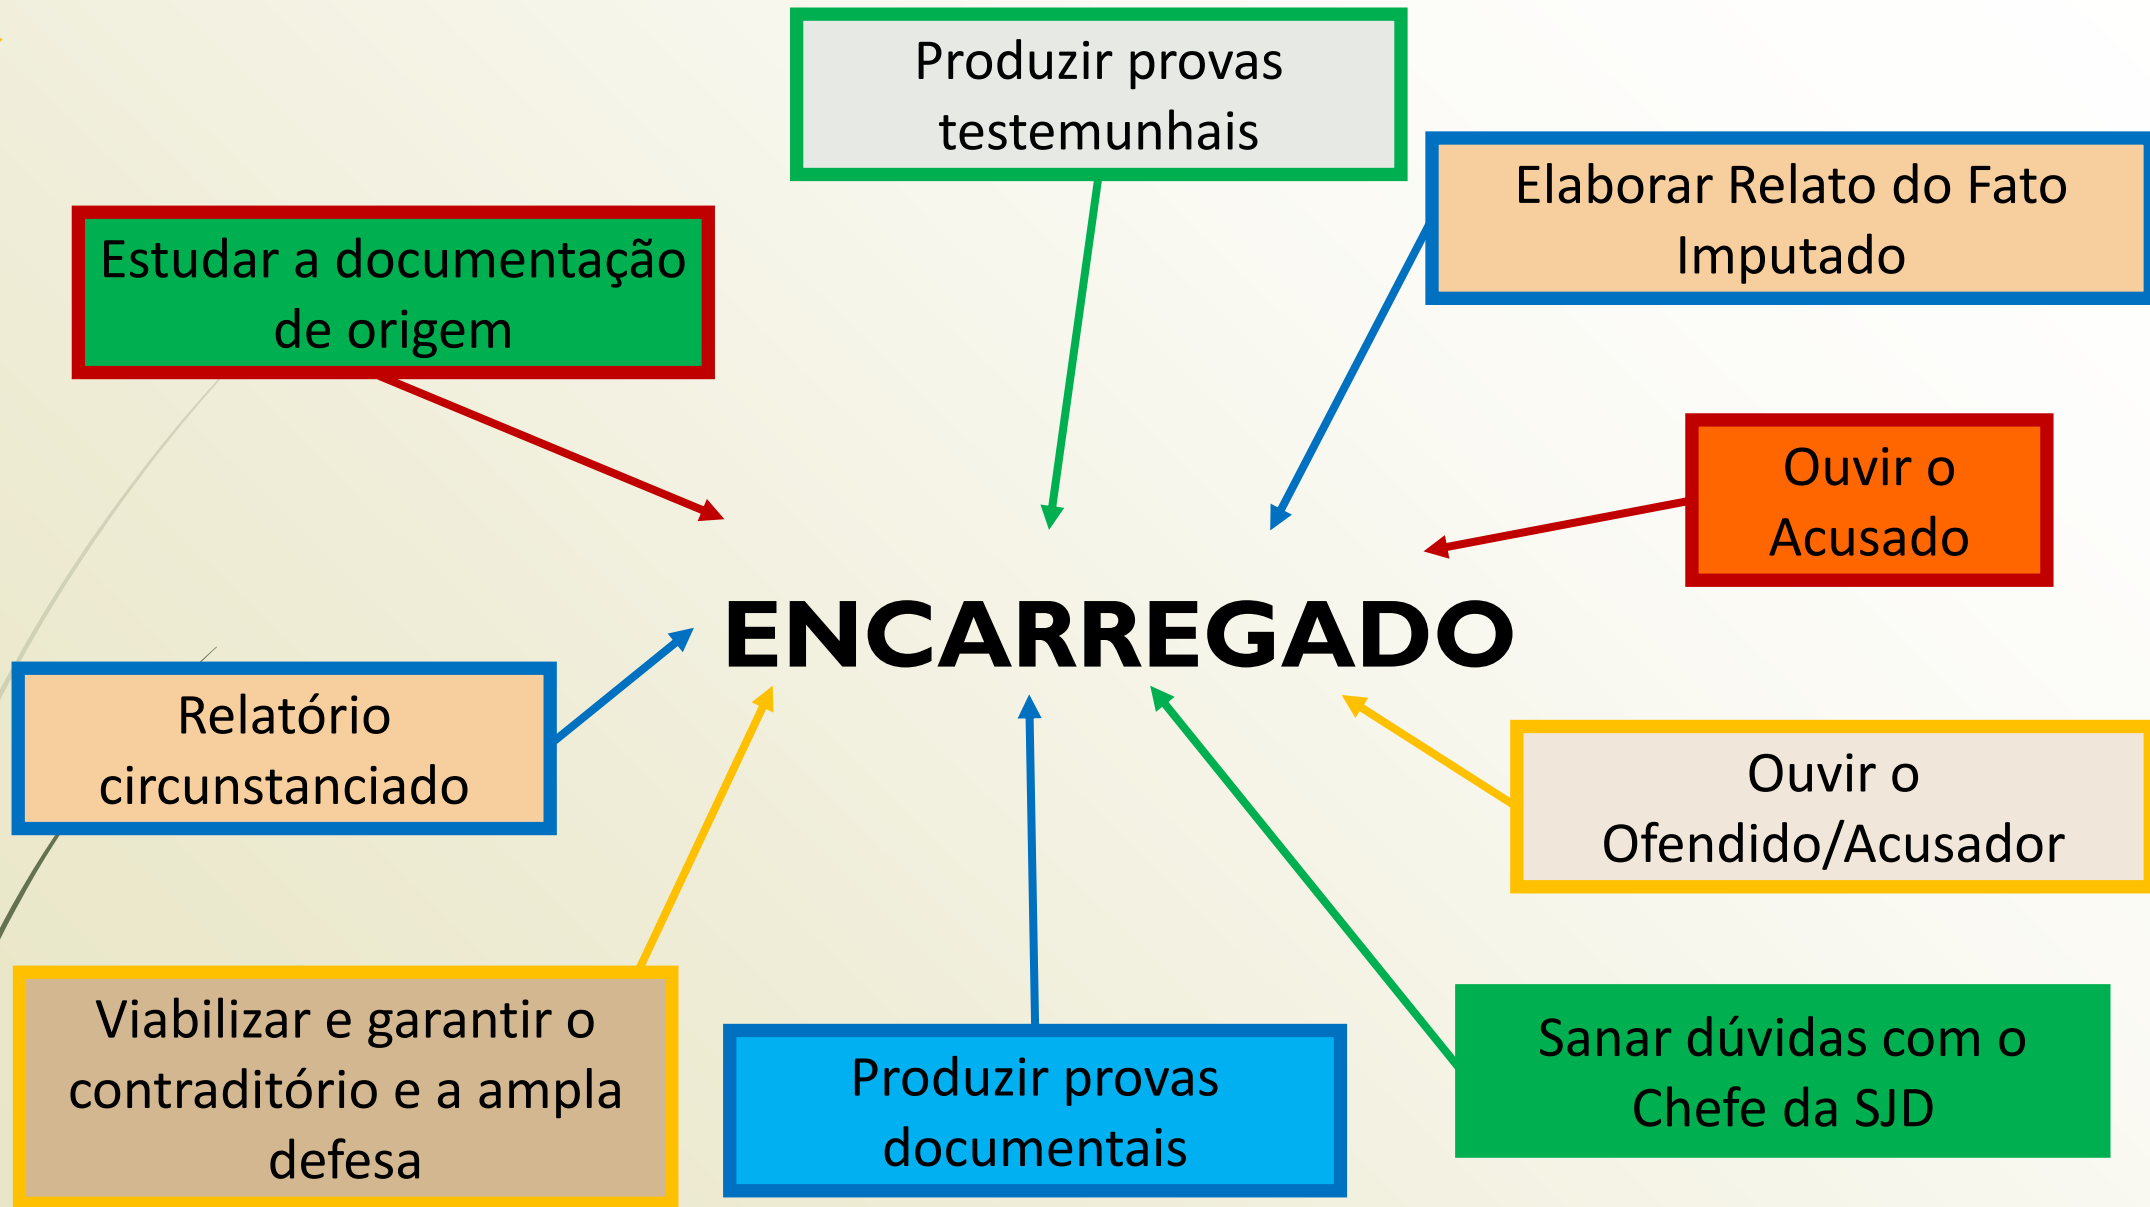 Produzir provas
testemunhais
Elaborar Relato do Fato
Imputado
Estudar a documentação
de origem
Ouvir o
Acusado
ENCARREGADO
Relatório
circunstanciado
Ouvir o
Ofendido/Acusador
Viabilizar e garantir o
contraditório e a ampla
defesa
Produzir provas
documentais
Sanar dúvidas com o
Chefe da SJD